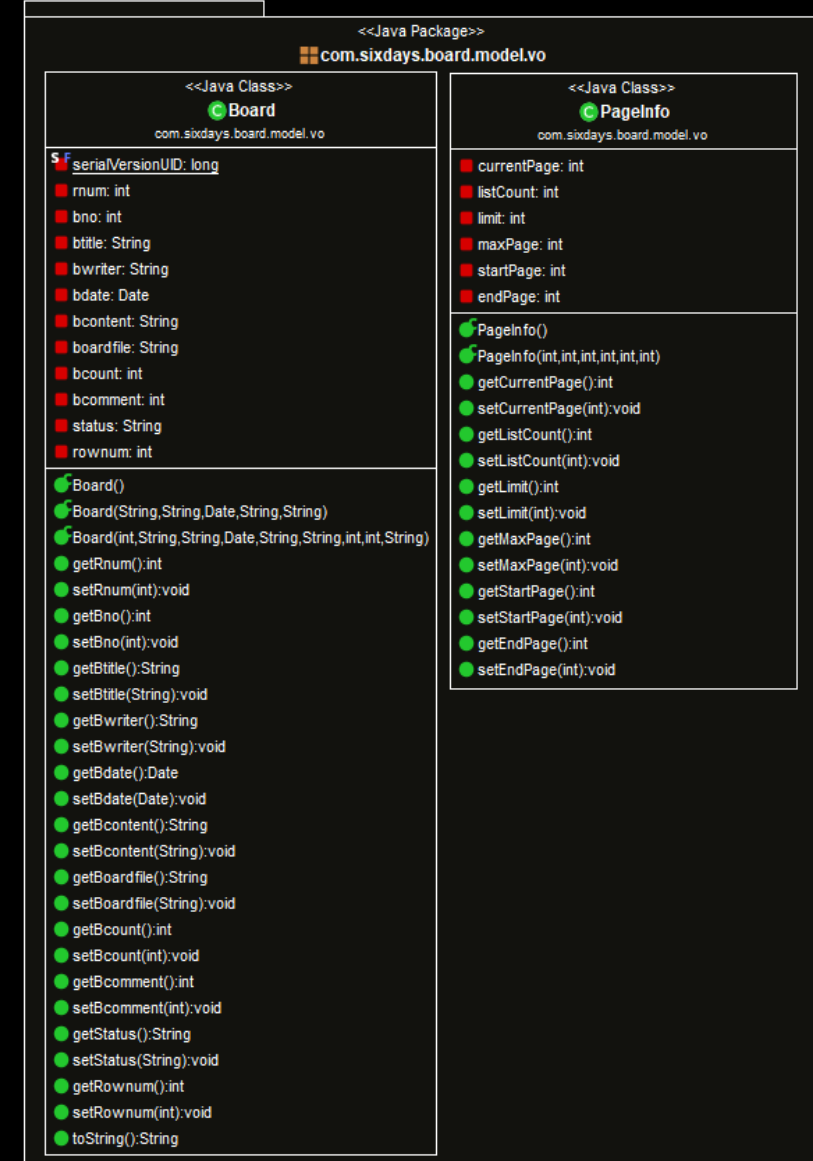 <<Java Package>>
com.sixdays.board.model.vo
<<Java Class>>
C Board
com.sixdays.board.model.vo
S F serialVersionUID: long
rnum: int
bno: int
btitle: String
bwriter: String
bdate: Date
bcontent: String
boardfile: String
bcount: int
bcomment: int
status: String
rownum: int
Board()
Board(String,String,Date,String,String)
Board(int,String,String,Date,String,String,int,int,String)
getRnum():int
setRnum(int):void
getBno():int
setBno(int):void
getBtitle():String
setBtitle(String):void
getBwriter():String
setBwriter(String):void
getBdate():Date
setBdate(Date):void
getBcontent():String
setBcontent(String):void
getBoardfile():String
setBoardfile(String):void
getBcount():int
setBcount(int):void
getBcomment():int
setBcomment(int):void
getStatus():String
setStatus(String):void
getRownum():int
setRownum(int):void
toString():String
<<Java Class>>
C PageInfo
com.sixdays.board.model.vo
currentPage: int
listCount: int
limit: int
maxPage: int
startPage: int
endPage: int
PageInfo()
PageInfo(int,int,int,int,int,int)
getCurrentPage():int
setCurrentPage(int):void
getListCount():int
setListCount(int):void
getLimit():int
setLimit(int):void
getMaxPage():int
setMaxPage(int):void
getStartPage():int
setStartPage(int):void
getEndPage():int
setEndPage(int):void